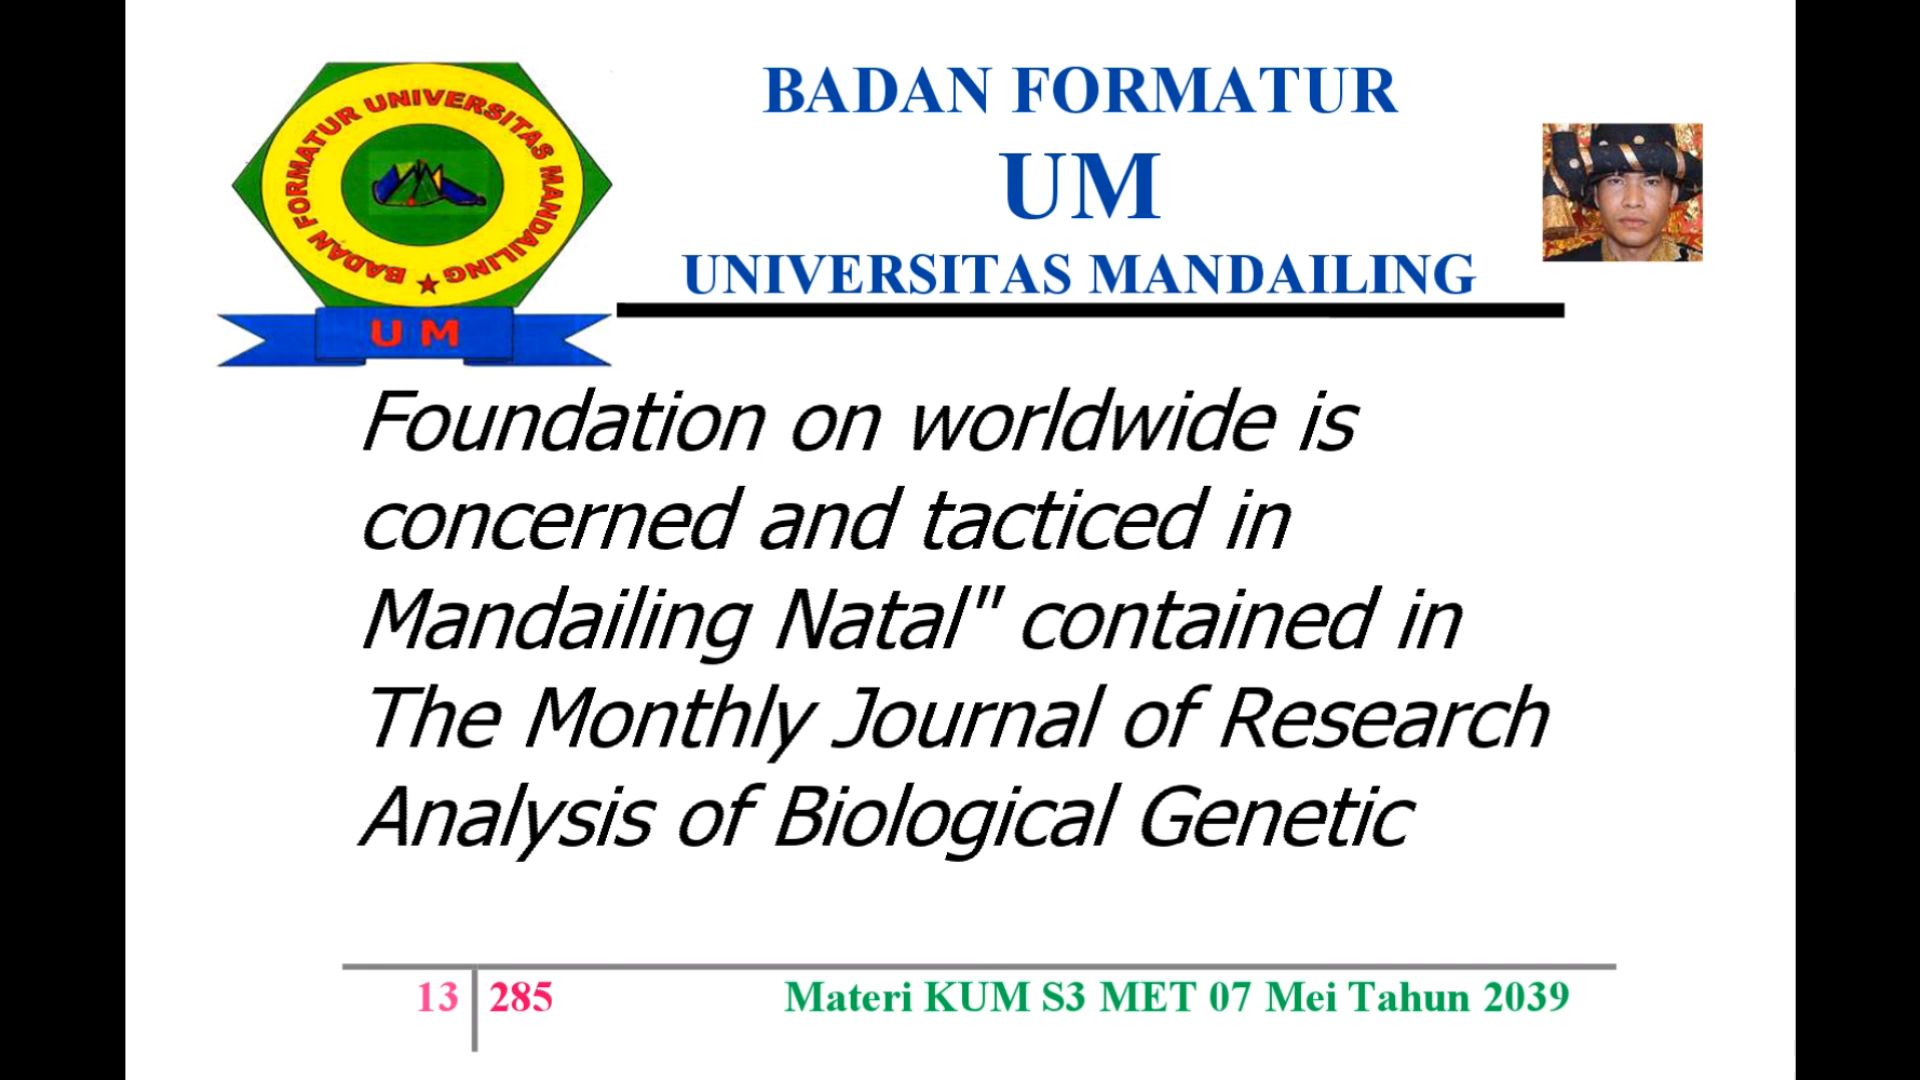 BADAN FORMATUR UNIVERSITAS MANDAILING
U M
BADAN FORMATUR
UM
UNIVERSITAS MANDAILING
Foundation on worldwide is
concerned and tacticed in
Mandailing Natal" contained in
The Monthly Journal of Research
Analysis of Biological Genetic
13 285 Materi KUM S3 MET 07 Mei Tahun 2039